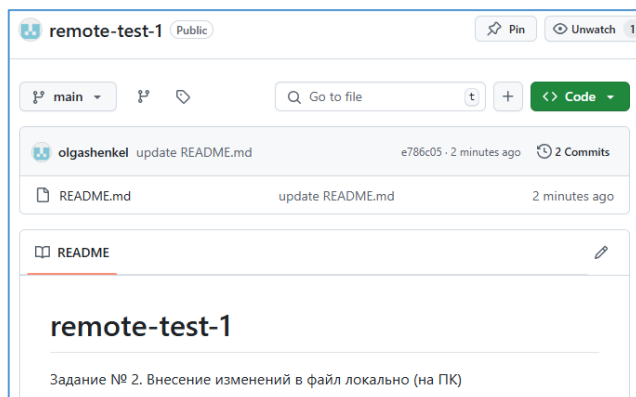 remote-test-1 Public Pin Unwatch 1
main Go to file t + <> Code
olgashenkel update README.md e786c05 · 2 minutes ago 2 Commits
README.md update README.md 2 minutes ago
README
remote-test-1
Задание № 2. Внесение изменений в файл локально (на ПК)